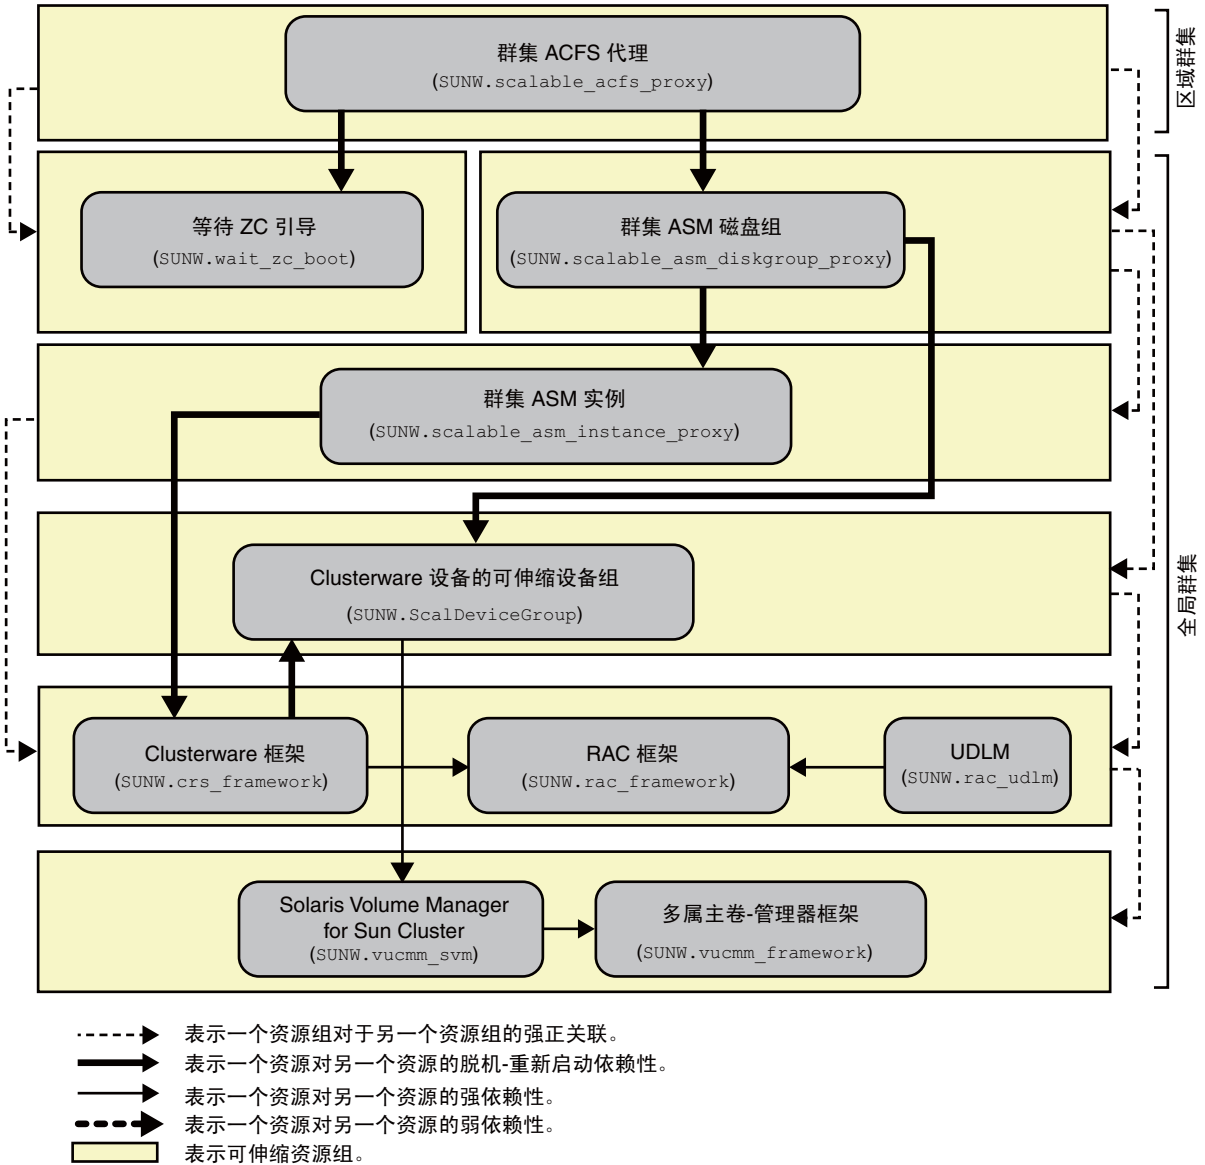 群集 ACFS 代理
(SUNW.scalable_acfs_proxy)
区域群集
等待 ZC 引导
(SUNW.wait_zc_boot)
群集 ASM 磁盘组
(SUNW.scalable_asm_diskgroup_proxy)
群集 ASM 实例
(SUNW.scalable_asm_instance_proxy)
Clusterware 设备的可伸缩设备组
(SUNW.ScalDeviceGroup)
全局群集
Clusterware 框架
(SUNW.crs_framework)
RAC 框架
(SUNW.rac_framework)
UDLM
(SUNW.rac_udlm)
Solaris Volume Manager
for Sun Cluster
(SUNW.vucmm_svm)
多属主卷-管理器框架
(SUNW.vucmm_framework)
表示一个资源组对于另一个资源组的强正关联。
表示一个资源对另一个资源的脱机-重新启动依赖性。
表示一个资源对另一个资源的强依赖性。
表示一个资源对另一个资源的弱依赖性。
表示可伸缩资源组。